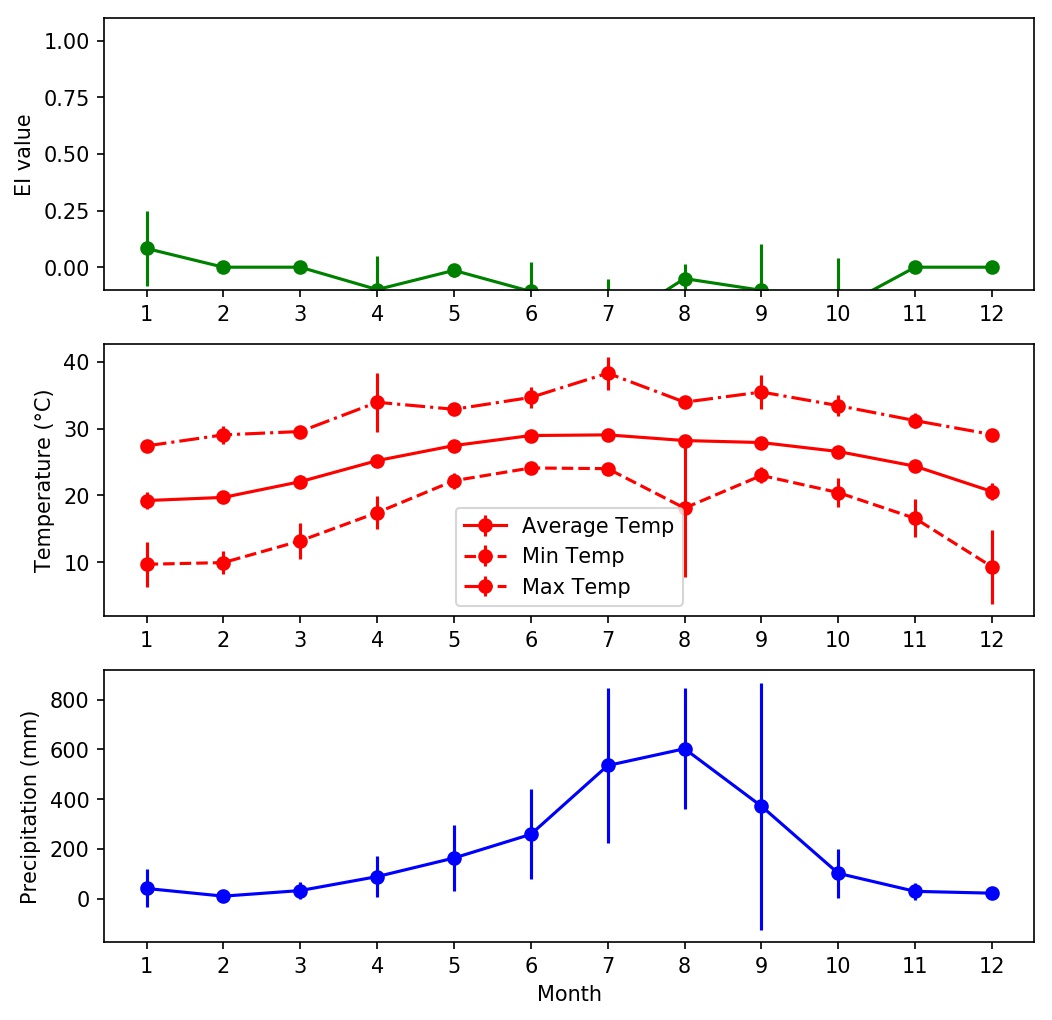 EI value
1.00
0.75
0.50
0.25
0.00
1 2 3 4 5 6 7 8 9 10 11 12
Temperature (°C)
40
30
20
10
Average Temp
Min Temp
Max Temp
1 2 3 4 5 6 7 8 9 10 11 12
Precipitation (mm)
800
600
400
200
0
1 2 3 4 5 6 7 8 9 10 11 12
Month